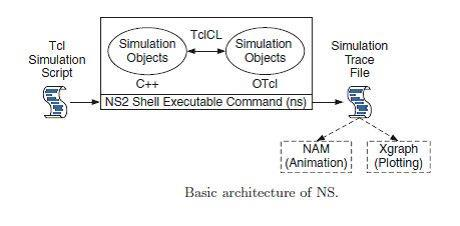 Tcl
Simulation
Script
TclCL
Simulation
Objects
Simulation
Objects
C++
OTcl
NS2 Shell Executable Command (ns)
Simulation
Trace
File
NAM
(Animation)
Xgraph
(Plotting)
Basic architecture of NS.